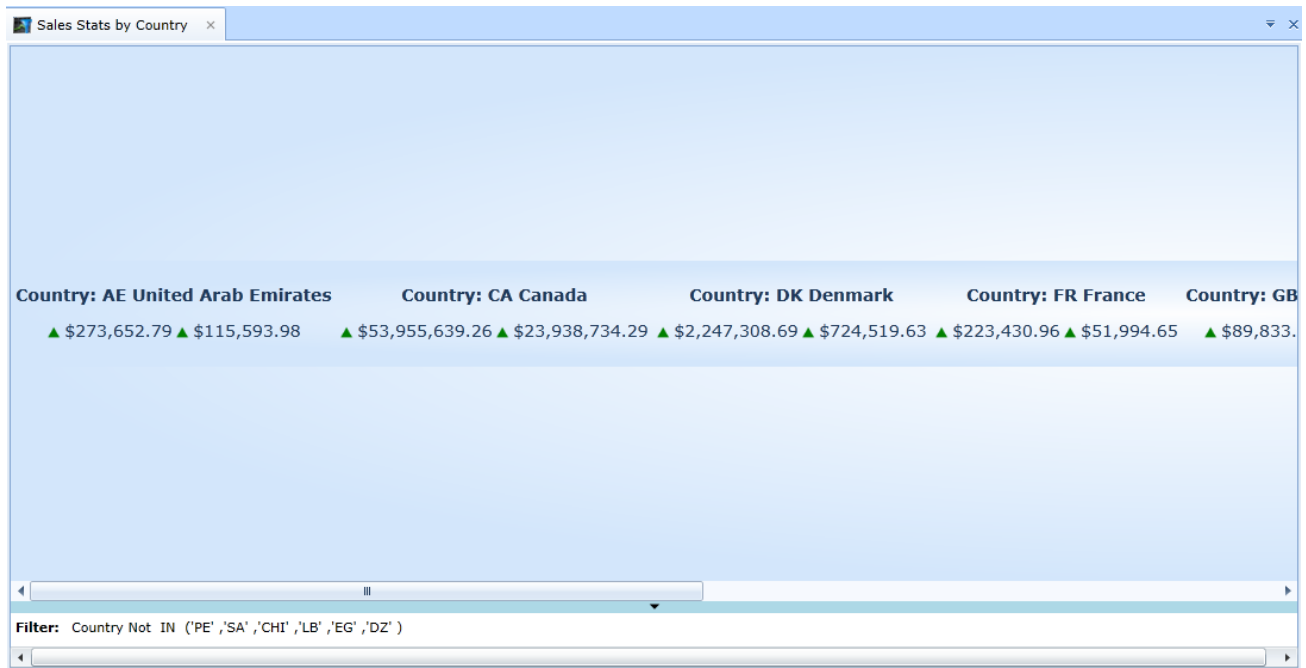 Sales Stats by Country
Country: AE United Arab Emirates Country: CA Canada Country: DK Denmark Country: FR France Country: GB
▲ $273,652.79 ▲ $115,593.98 ▲ $53,955,639.26 ▲ $23,938,734.29 ▲ $2,247,308.69 ▲ $724,519.63 ▲ $223,430.96 ▲ $51,994.65 ▲ $89,833.
Filter: Country Not IN ('PE' ,'SA' ,'CHI' ,'LB' ,'EG' ,'DZ' )